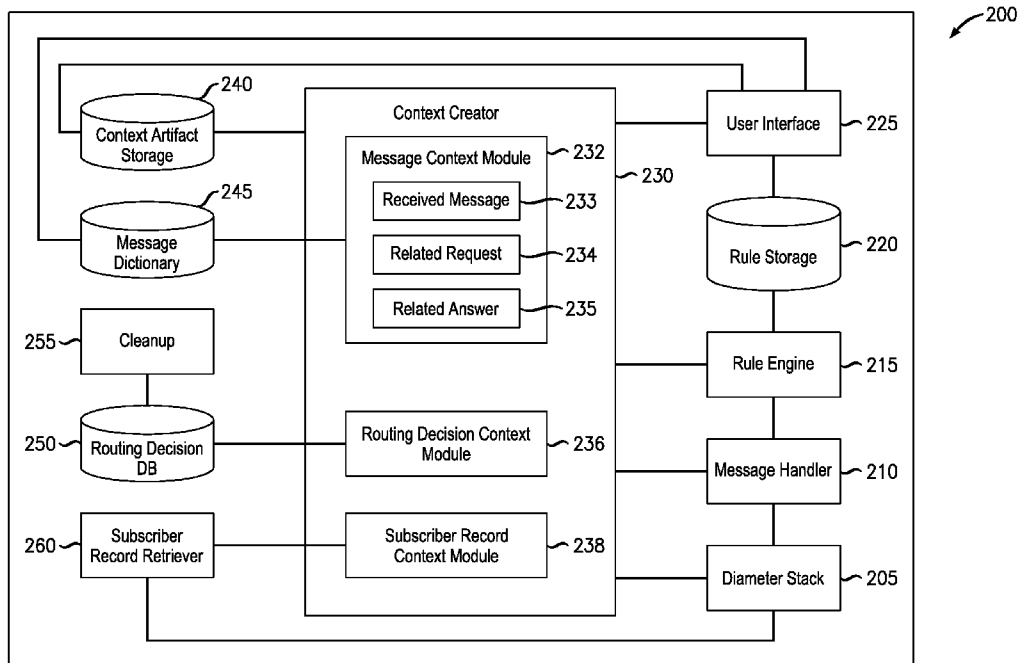 200
240
Context Artifact
Storage
Context Creator
User Interface
225
Message Context Module
232
230
Received Message
233
245
Message
Dictionary
Related Request
234
Rule Storage
220
Related Answer
235
255
Cleanup
Rule Engine
215
250
Routing Decision
DB
Routing Decision Context
Module
236
Message Handler
210
260
Subscriber
Record Retriever
Subscriber Record
Context Module
238
Diameter Stack
205